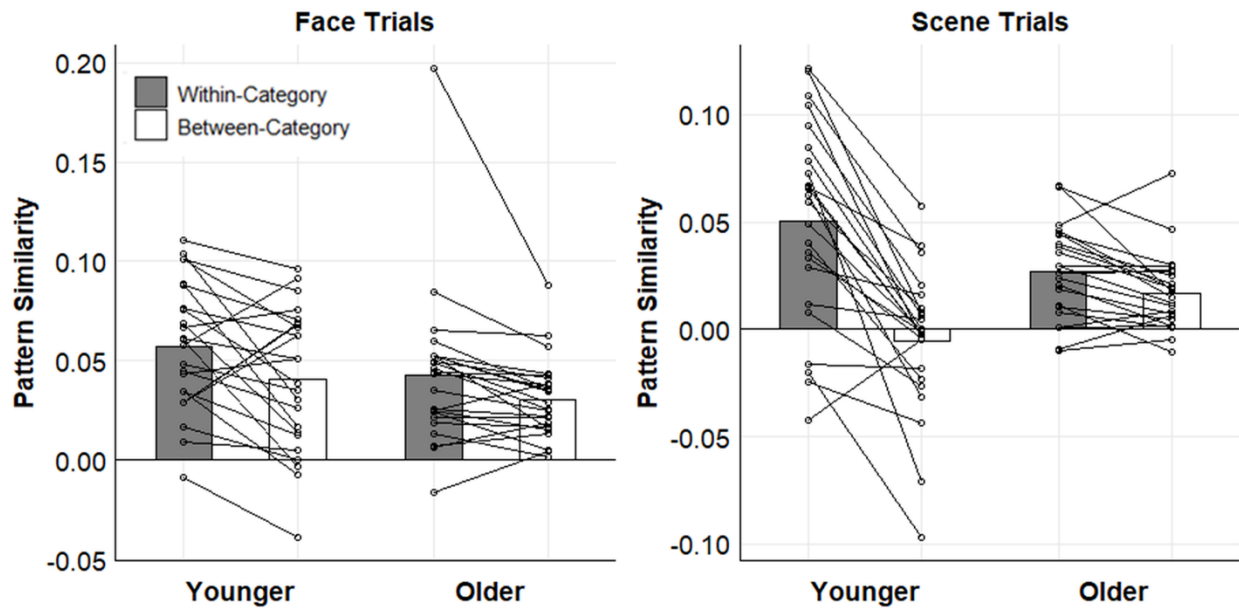 Face Trials
Pattern Similarity
0.20
0.15
0.10
0.05
0.00
-0.05
Within-Category
Between-Category
Younger Older
Scene Trials
Pattern Similarity
0.10
0.05
0.00
-0.05
-0.10
Younger Older